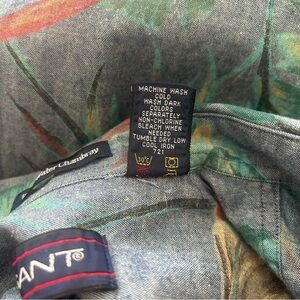 MACHINE WASH
COLD
WASH DARK
COLORS
SEPARATELY
NON-CHLORINE
BLEACH WHEN
NEEDED
TUMBLE DRY LOW
COOL IRON
721
Chambray
ANT®